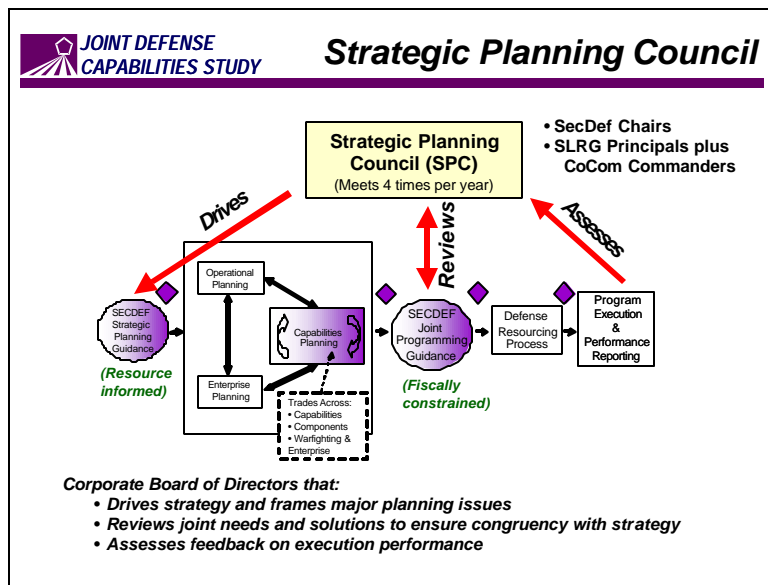 JOINT DEFENSE
CAPABILITIES STUDY
Strategic Planning Council
Strategic Planning
Council (SPC)
(Meets 4 times per year)
• SecDef Chairs
• SLRG Principals plus
CoCom Commanders
Drives
Reviews
Assesses
SECDEF
Strategic
Planning
Guidance
(Resource
informed)
Operational
Planning
Enterprise
Planning
Capabilities
Planning
Trades Across:
• Capabilities
• Components
• Warfighting &
Enterprise
SECDEF
Joint
Programming
Guidance
(Fiscally
constrained)
Defense
Resourcing
Process
Program
Execution
&
Performance
Reporting
Corporate Board of Directors that:
• Drives strategy and frames major planning issues
• Reviews joint needs and solutions to ensure congruency with strategy
• Assesses feedback on execution performance